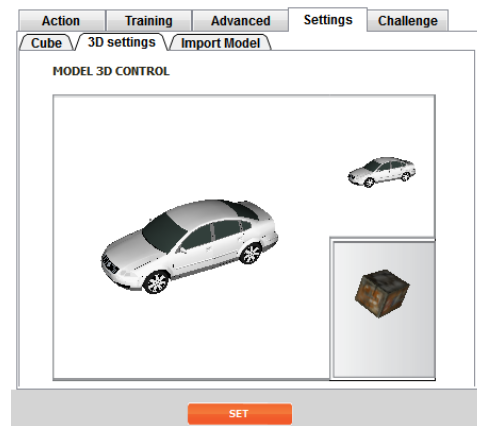 Action Training Advanced Settings Challenge
Cube 3D settings Import Model
MODEL 3D CONTROL
SET